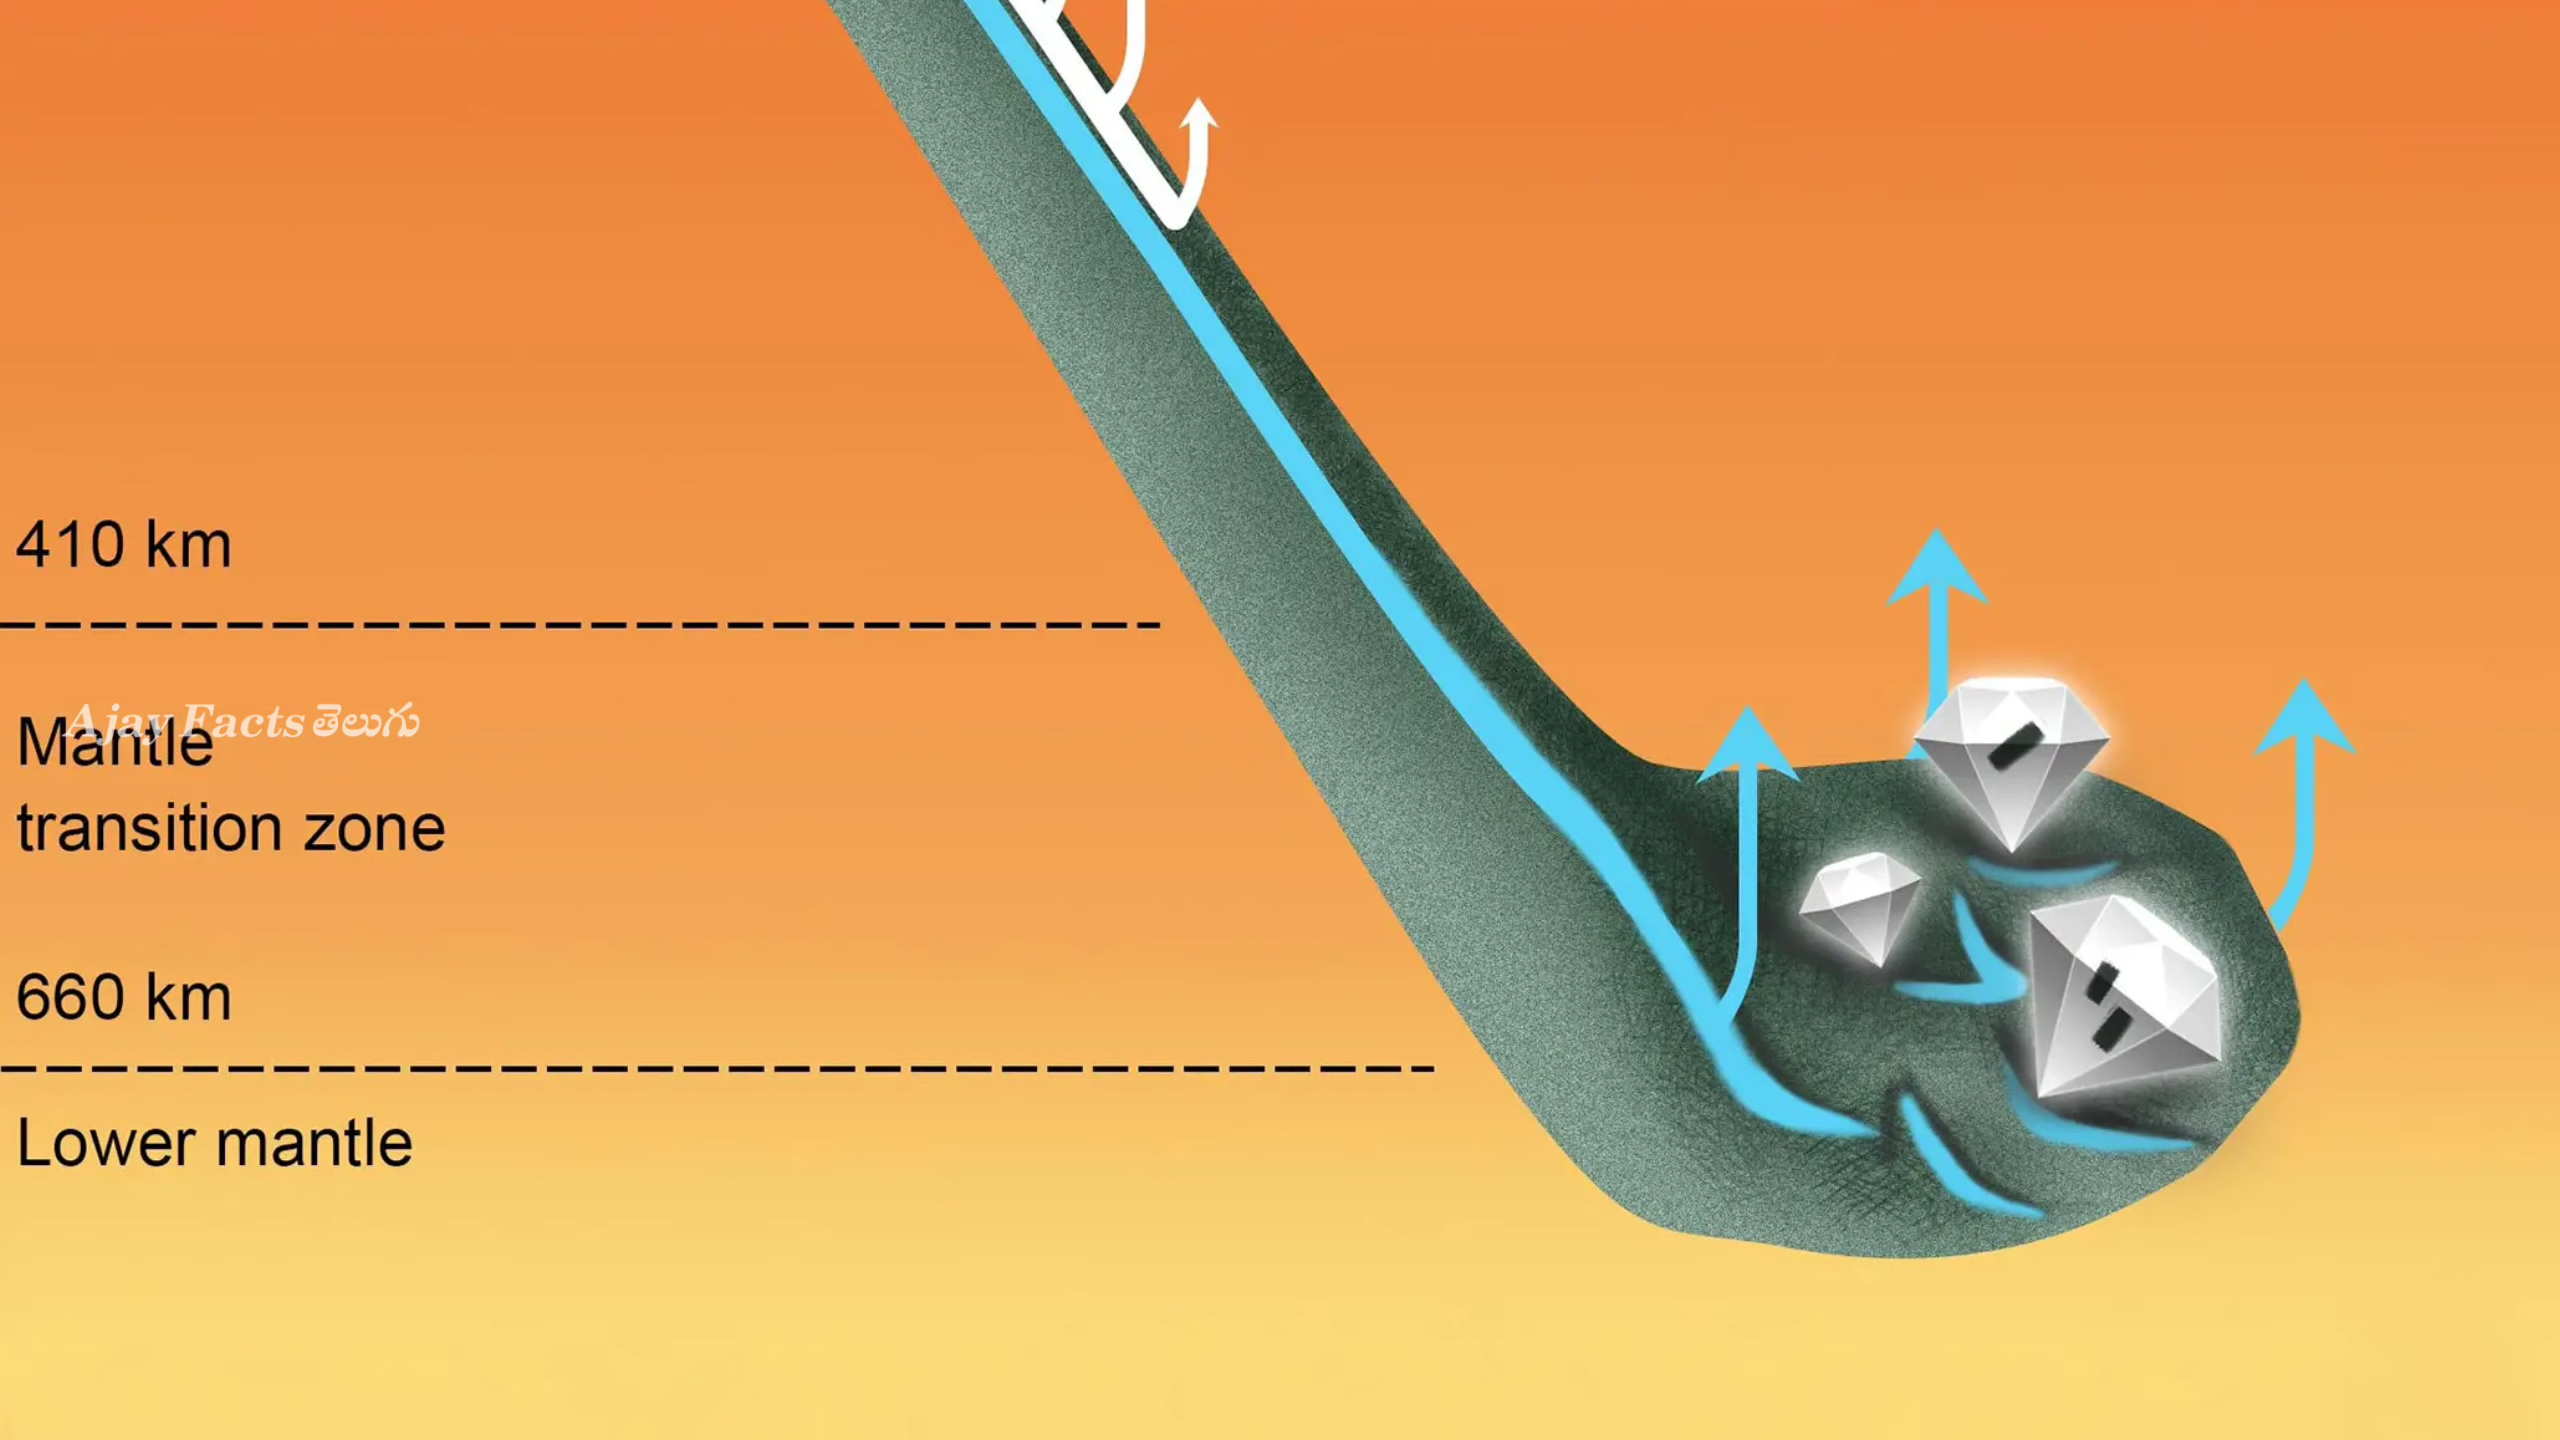 410 km
Ajay Facts తెలుగు
Mantle
transition zone
660 km
Lower mantle